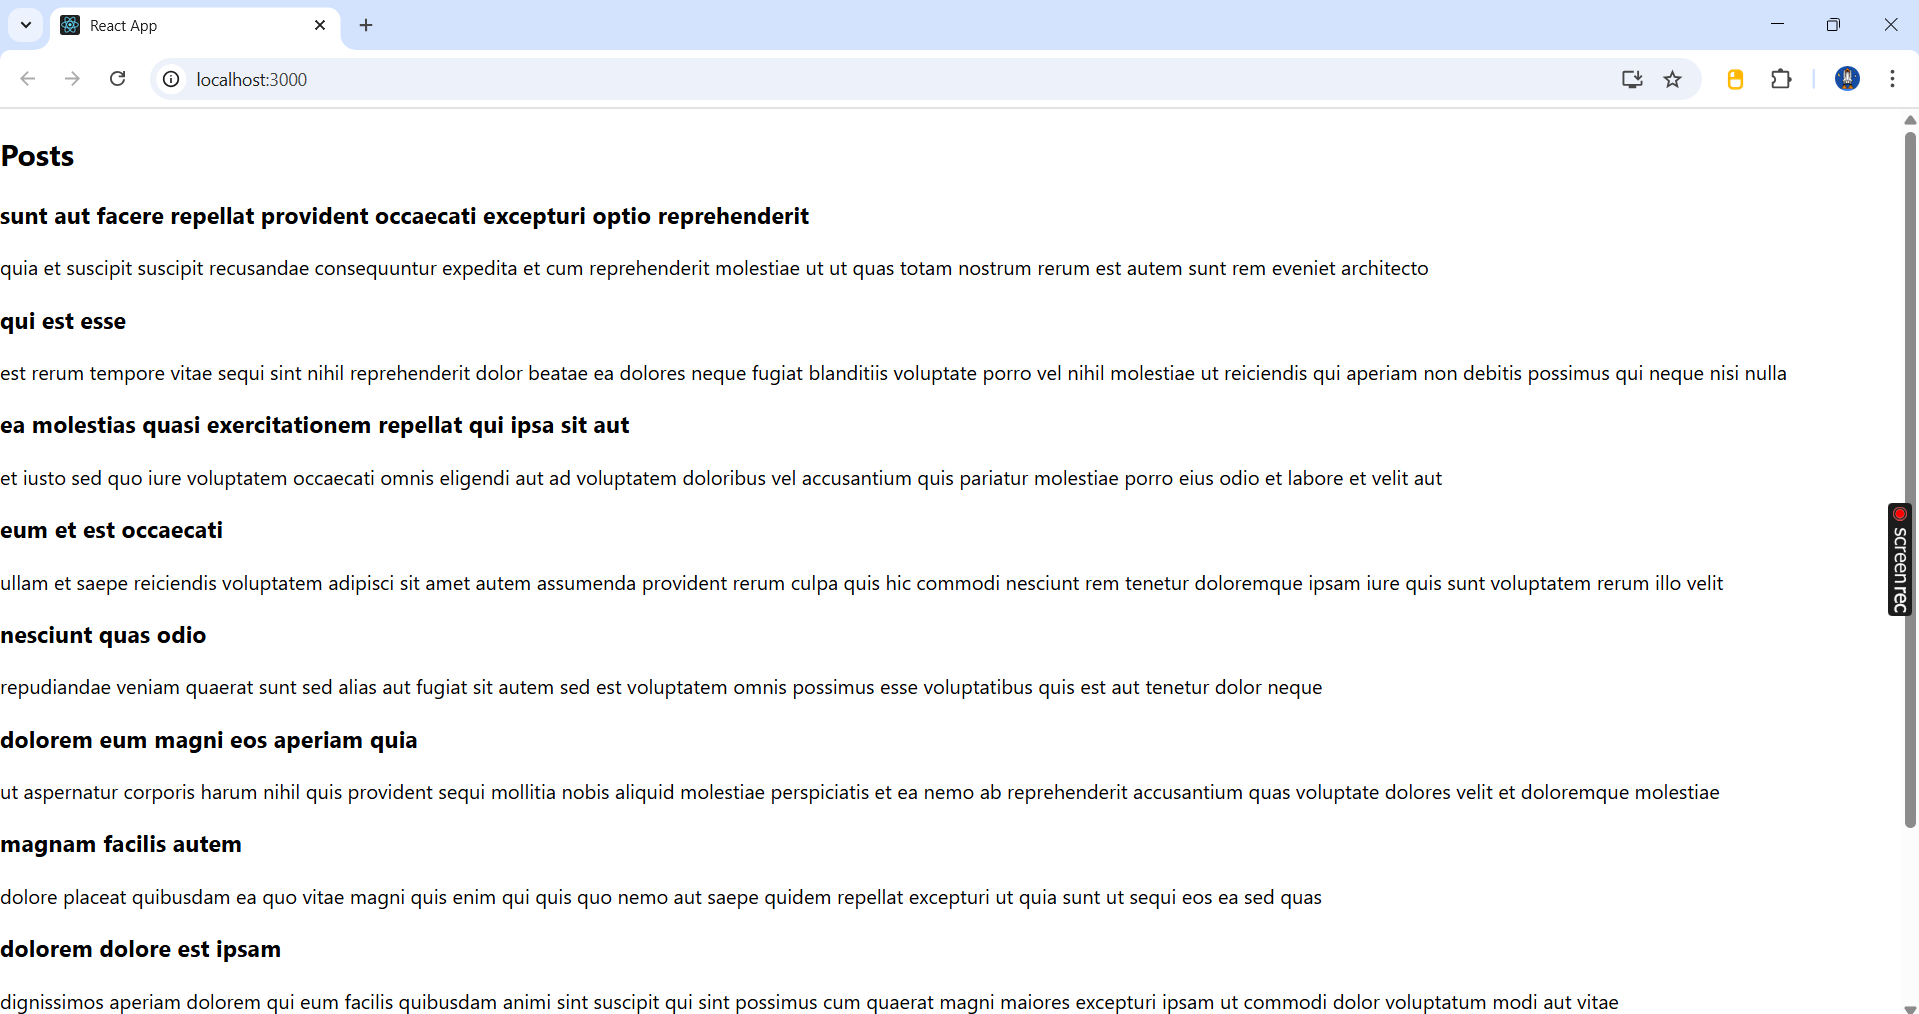 React App
localhost:3000
Posts
sunt aut facere repellat provident occaecati excepturi optio reprehenderit
quia et suscipit suscipit recusandae consequuntur expedita et cum reprehenderit molestiae ut ut quas totam nostrum rerum est autem sunt rem eveniet architecto
qui est esse
est rerum tempore vitae sequi sint nihil reprehenderit dolor beatae ea dolores neque fugiat blanditiis voluptate porro vel nihil molestiae ut reiciendis qui aperiam non debitis possimus qui neque nisi nulla
ea molestias quasi exercitationem repellat qui ipsa sit aut
et iusto sed quo iure voluptatem occaecati omnis eligendi aut ad voluptatem doloribus vel accusantium quis pariatur molestiae porro eius odio et labore et velit aut
eum et est occaecati
ullam et saepe reiciendis voluptatem adipisci sit amet autem assumenda provident rerum culpa quis hic commodi nesciunt rem tenetur doloremque ipsam iure quis sunt voluptatem rerum illo velit
nesciunt quas odio
repudiandae veniam quaerat sunt sed alias aut fugiat sit autem sed est voluptatem omnis possimus esse voluptatibus quis est aut tenetur dolor neque
dolorem eum magni eos aperiam quia
ut aspernatur corporis harum nihil quis provident sequi mollitia nobis aliquid molestiae perspiciatis et ea nemo ab reprehenderit accusantium quas voluptate dolores velit et doloremque molestiae
magnam facilis autem
dolore placeat quibusdam ea quo vitae magni quis enim qui quis quo nemo aut saepe quidem repellat excepturi ut quia sunt ut sequi eos ea sed quas
dolorem dolore est ipsam
dignissimos aperiam dolorem qui eum facilis quibusdam animi sint suscipit qui sint possimus cum quaerat magni maiores excepturi ipsam ut commodi dolor voluptatum modi aut vitae
screenrec